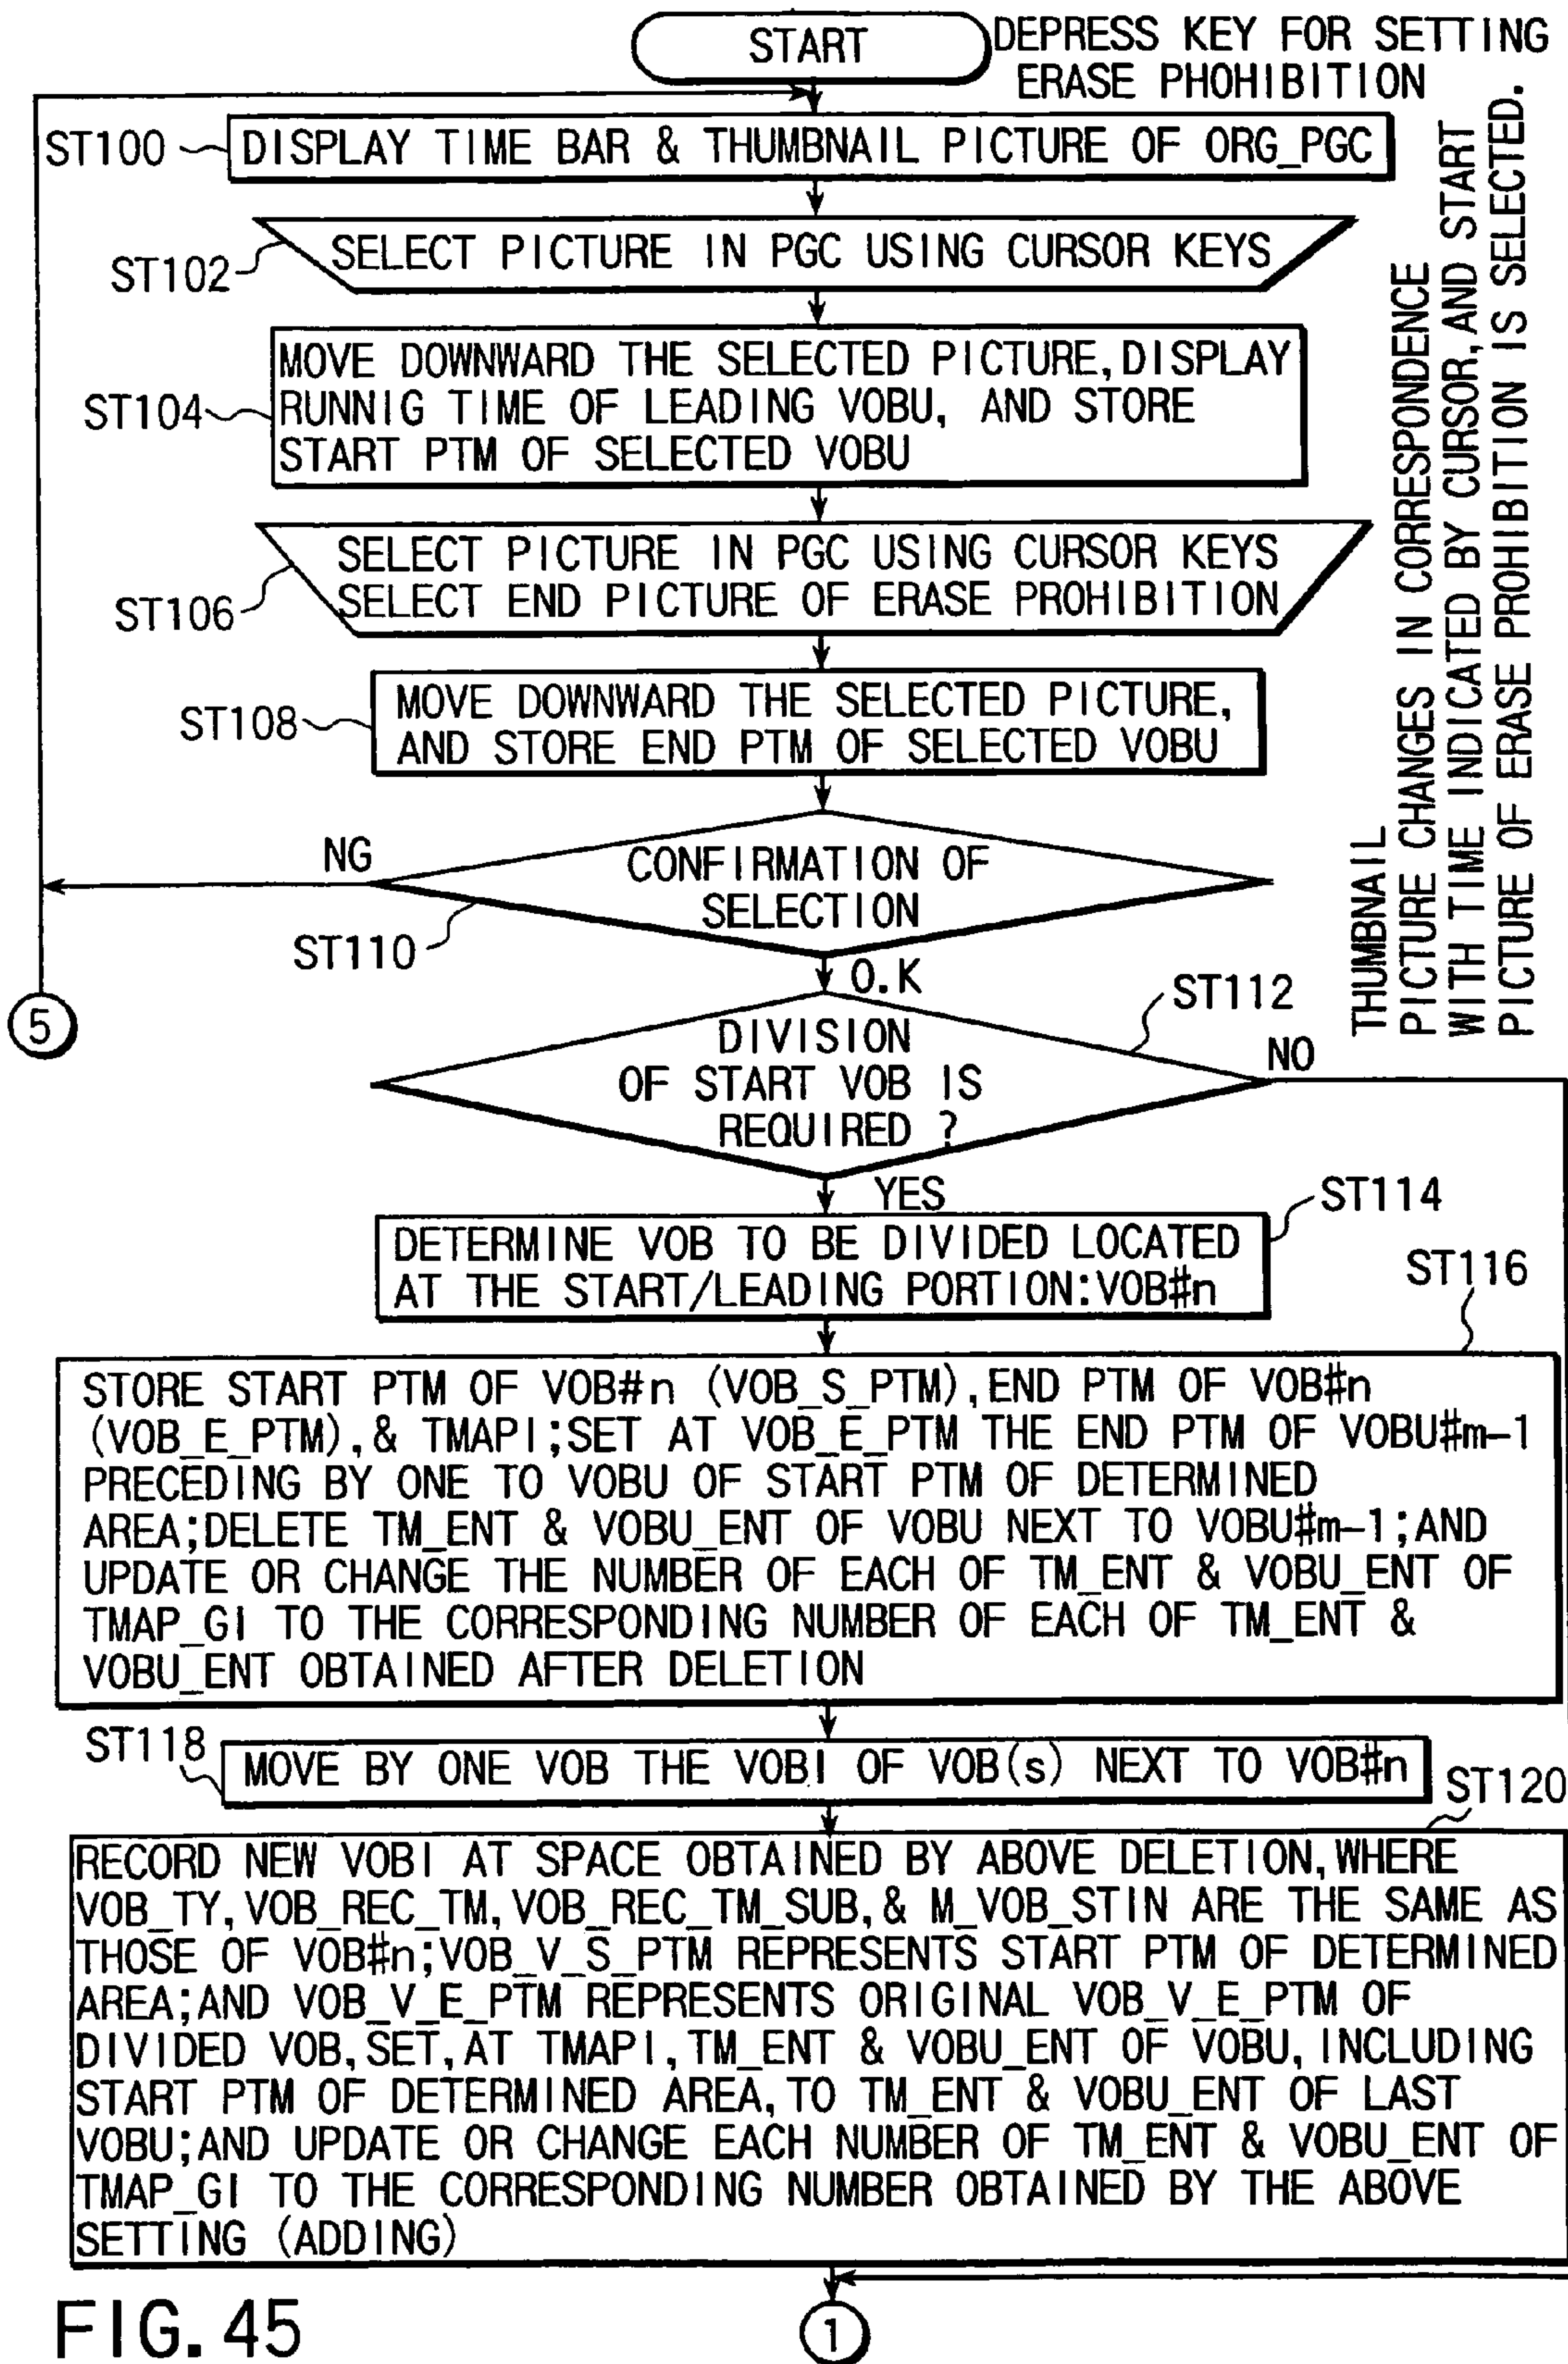 START
DEPRESS KEY FOR SETTING
ERASE PHOHIBITION
ST100
DISPLAY TIME BAR & THUMBNAIL PICTURE OF ORG_PGC
ST102
SELECT PICTURE IN PGC USING CURSOR KEYS
ST104
MOVE DOWNWARD THE SELECTED PICTURE, DISPLAY
RUNNIG TIME OF LEADING VOBU, AND STORE
START PTM OF SELECTED VOBU
ST106
SELECT PICTURE IN PGC USING CURSOR KEYS
SELECT END PICTURE OF ERASE PROHIBITION
ST108
MOVE DOWNWARD THE SELECTED PICTURE,
AND STORE END PTM OF SELECTED VOBU
THUMBNAIL
PICTURE CHANGES IN CORRESPONDENCE
WITH TIME INDICATED BY CURSOR, AND START
PICTURE OF ERASE PROHIBITION IS SELECTED.
NG
CONFIRMATION OF
SELECTION
ST110
O.K
5
ST112
DIVISION
OF START VOB IS
REQUIRED ?
NO
YES
ST114
DETERMINE VOB TO BE DIVIDED LOCATED
AT THE START/LEADING PORTION:VOB#n
ST116
STORE START PTM OF VOB#n (VOB_S_PTM), END PTM OF VOB#n
(VOB_E_PTM), & TMAPI; SET AT VOB_E_PTM THE END PTM OF VOBU#m-1
PRECEDING BY ONE TO VOBU OF START PTM OF DETERMINED
AREA; DELETE TM_ENT & VOBU_ENT OF VOBU NEXT TO VOBU#m-1; AND
UPDATE OR CHANGE THE NUMBER OF EACH OF TM_ENT & VOBU_ENT OF
TMAP_GI TO THE CORRESPONDING NUMBER OF EACH OF TM_ENT &
VOBU_ENT OBTAINED AFTER DELETION
ST118
MOVE BY ONE VOB THE VOBI OF VOB(s) NEXT TO VOB#n
ST120
RECORD NEW VOBI AT SPACE OBTAINED BY ABOVE DELETION, WHERE
VOB_TY, VOB_REC_TM, VOB_REC_TM_SUB, & M_VOB_STIN ARE THE SAME AS
THOSE OF VOB#n; VOB_V_S_PTM REPRESENTS START PTM OF DETERMINED
AREA; AND VOB_V_E_PTM REPRESENTS ORIGINAL VOB_V_E_PTM OF
DIVIDED VOB, SET, AT TMAPI, TM_ENT & VOBU_ENT OF VOBU, INCLUDING
START PTM OF DETERMINED AREA, TO TM_ENT & VOBU_ENT OF LAST
VOBU; AND UPDATE OR CHANGE EACH NUMBER OF TM_ENT & VOBU_ENT OF
TMAP_GI TO THE CORRESPONDING NUMBER OBTAINED BY THE ABOVE
SETTING (ADDING)
1
FIG. 45